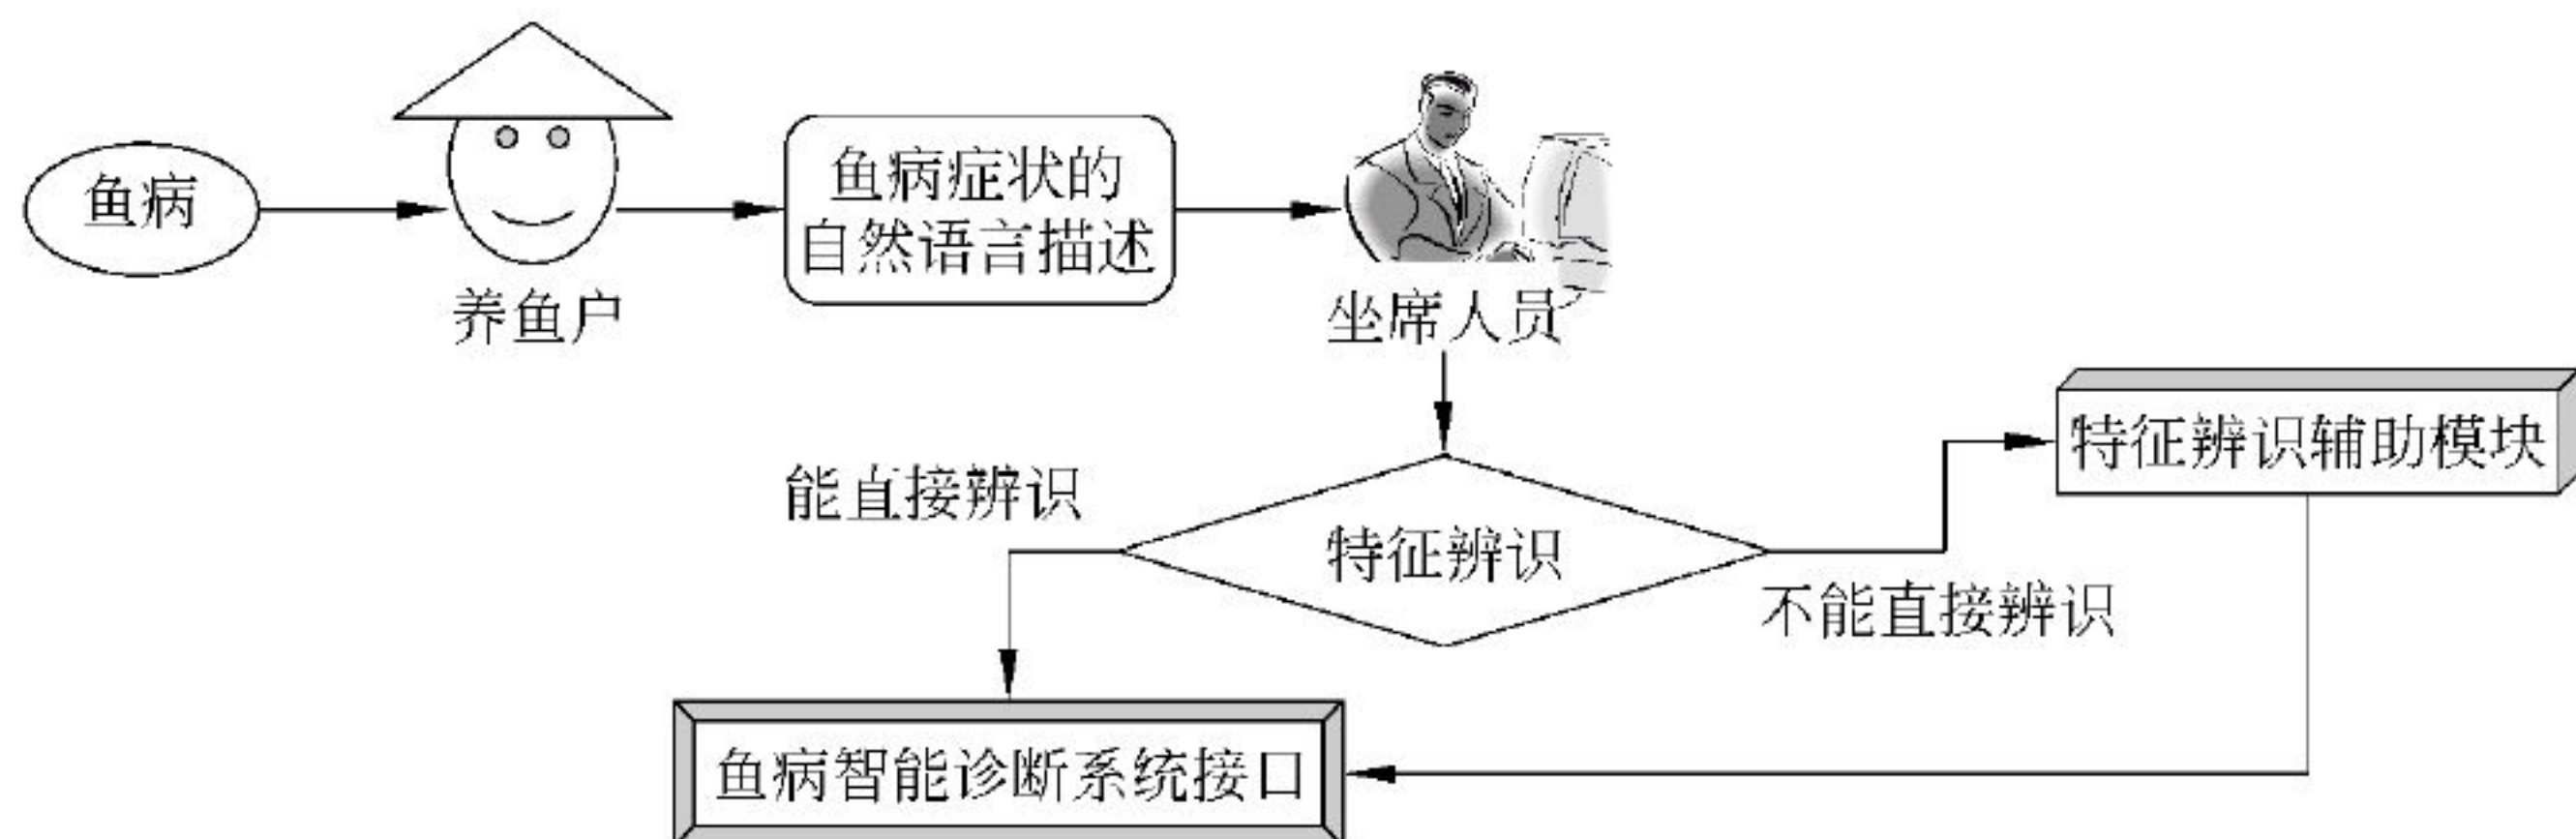 鱼病
养鱼户
鱼病症状的
自然语言描述
坐席人员
能直接辨识
特征辨识
不能直接辨识
特征辨识辅助模块
鱼病智能诊断系统接口